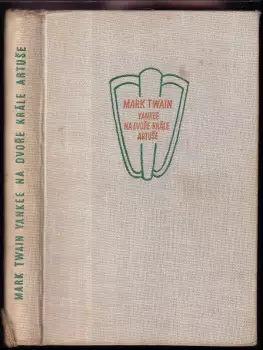 MARK TWAIN YANKEE NA DVOŘE KRÁLE ARTUŠE
MARK TWAIN
YANKEE
NA DVOŘE KRÁLE
ARTUŠE